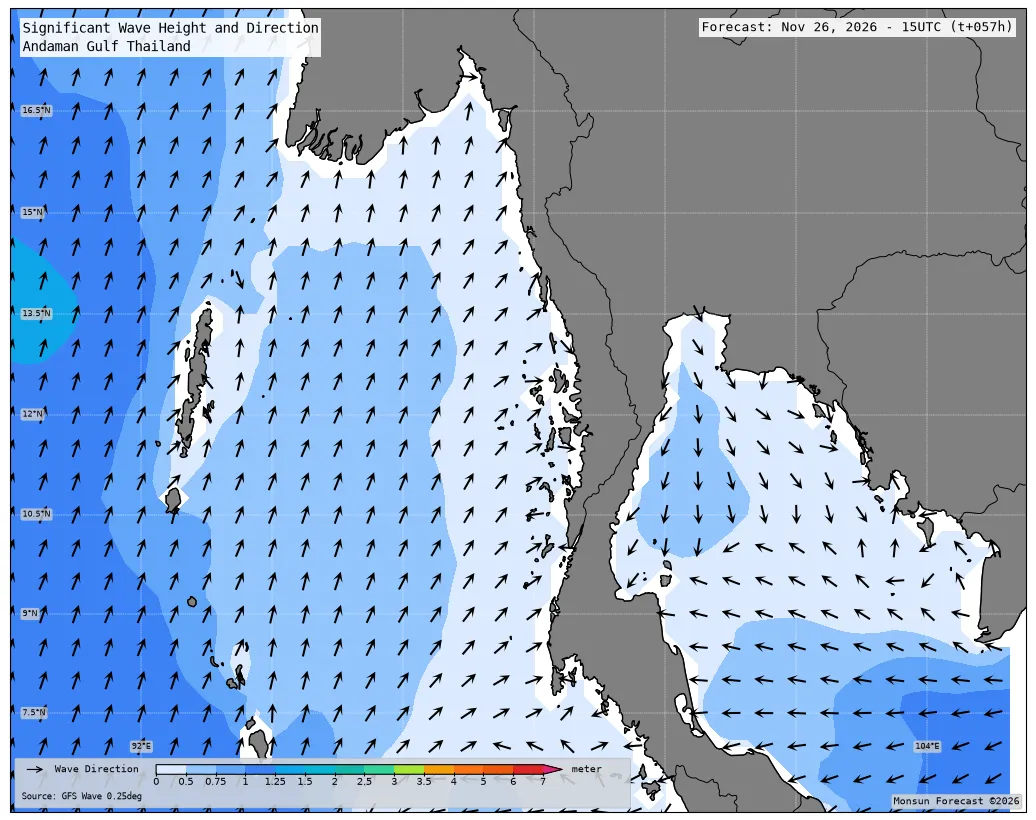 Significant Wave Height and Direction
Andaman Gulf Thailand
Forecast: Nov 26, 2026 - 15UTC (t+057h)
16.5°N
15°N
13.5°N
12°N
10.5°N
9°N
7.5°N
92°E
104°E
Wave Direction
0 0.5 0.75 1 1.25 1.5 2 2.5 3 3.5 4 5 6 7
meter
Source: GFS Wave 0.25deg
Monsun Forecast ©2026